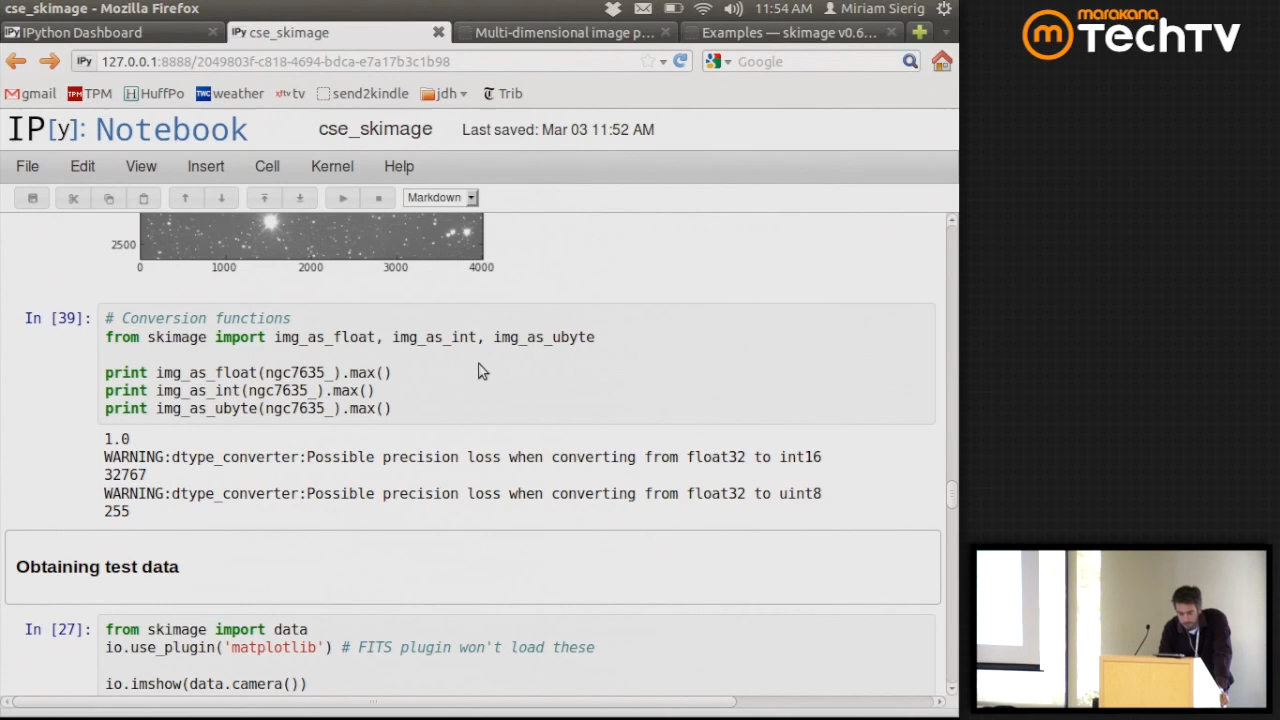 cse_skimage - Mozilla Firefox
11:54 AM
Miriam Sierig
IP[y] IPython Dashboard
IPy cse_skimage
Multi-dimensional image p...
Examples — skimage v0.6...
IPy 127.0.0.1:8888/2049803f-c818-4694-bdca-e7a17b3c1b98
Google
gmail
TPM TPM
H HuffPo
TWC weather
xftv tv
send2kindle
jdh
T Trib
IP[y]: Notebook
cse_skimage
Last saved: Mar 03 11:52 AM
File
Edit
View
Insert
Cell
Kernel
Help
Markdown
2500
0
1000
2000
3000
4000
In [39]:
# Conversion functions
from skimage import img_as_float, img_as_int, img_as_ubyte
print img_as_float(ngc7635_).max()
print img_as_int(ngc7635_).max()
print img_as_ubyte(ngc7635_).max()
1.0
WARNING:dtype_converter:Possible precision loss when converting from float32 to int16
32767
WARNING:dtype_converter:Possible precision loss when converting from float32 to uint8
255
Obtaining test data
In [27]:
from skimage import data
io.use_plugin('matplotlib') # FITS plugin won't load these
io.imshow(data.camera())
marakana
m TechTV